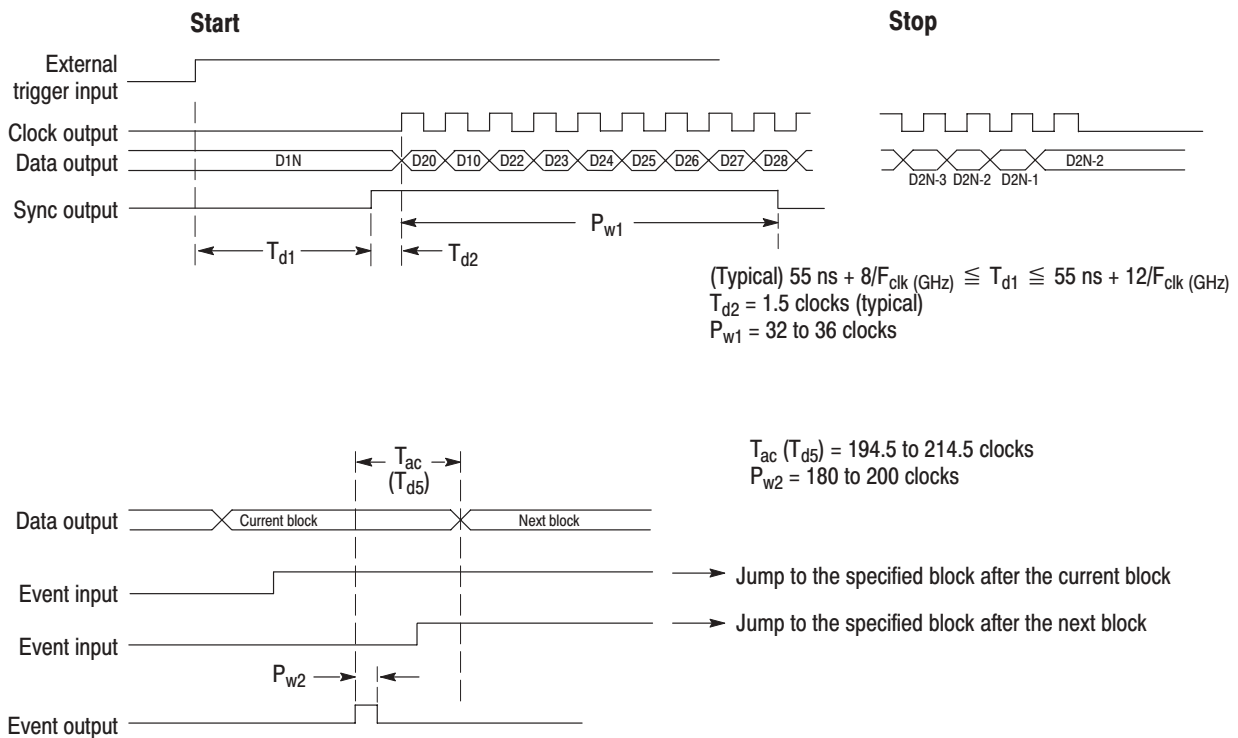 Start
Stop
External
trigger input
Clock output
Data output
D1N
D20
D10
D22
D23
D24
D25
D26
D27
D28
D2N-2
D2N-3
D2N-2
D2N-1
Sync output
Pw1
Td1
Td2
(Typical) 55 ns + 8/Fclk (GHz) ≦ Td1 ≦ 55 ns + 12/Fclk (GHz)
Td2 = 1.5 clocks (typical)
Pw1 = 32 to 36 clocks
Tac
(Td5)
Tac (Td5) = 194.5 to 214.5 clocks
Pw2 = 180 to 200 clocks
Data output
Current block
Next block
Event input
Jump to the specified block after the current block
Event input
Jump to the specified block after the next block
Pw2
Event output